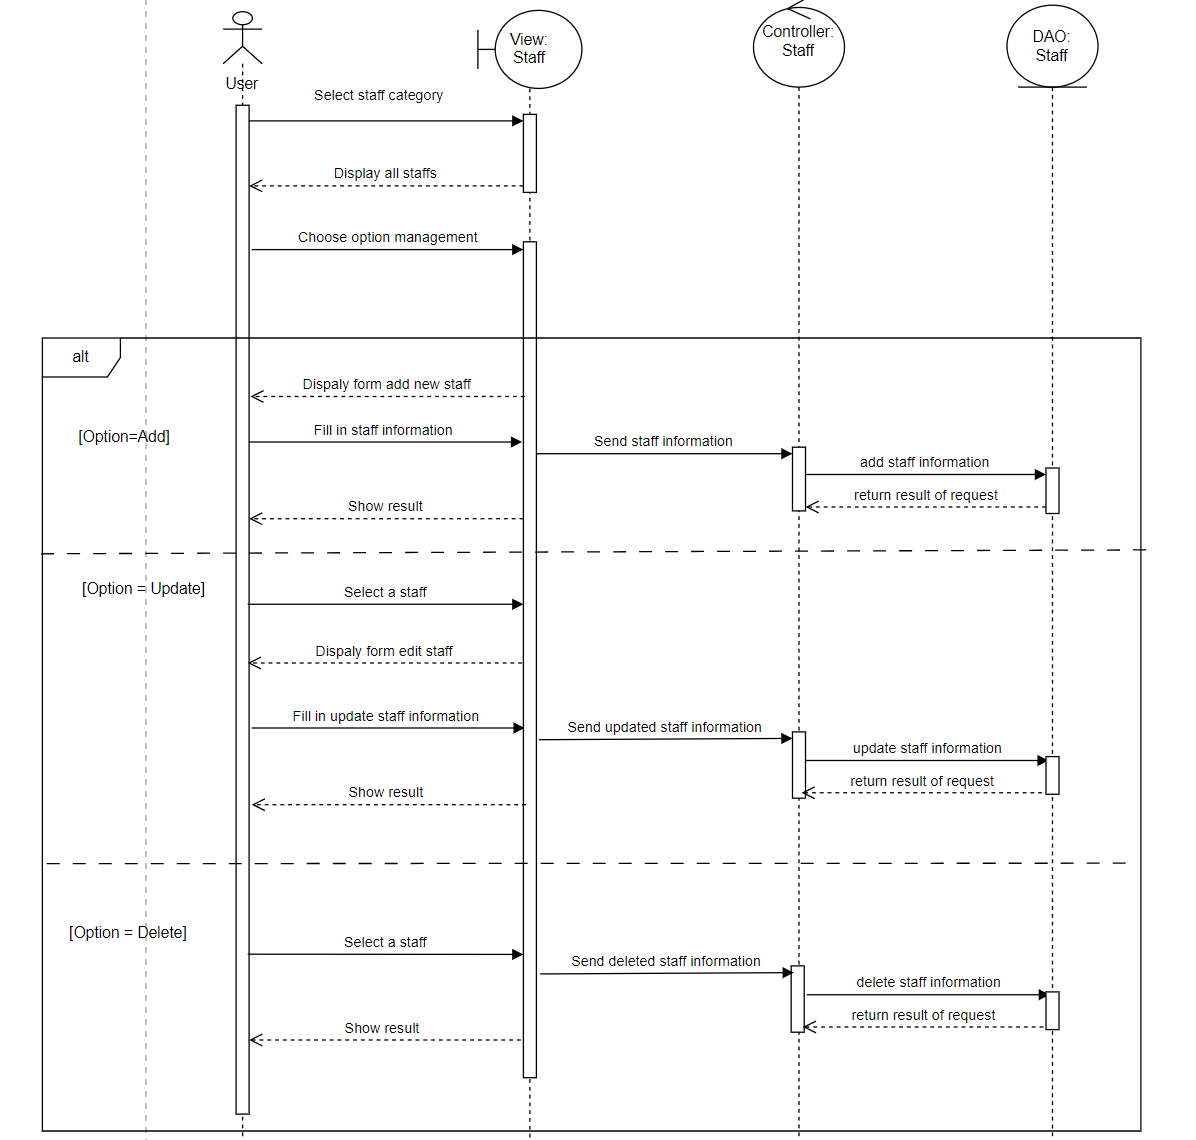 View:
Staff
Controller:
Staff
DAO:
Staff
User
Select staff category
Display all staffs
Choose option management
alt
Dispaly form add new staff
[Option=Add]
Fill in staff information
Send staff information
add staff information
return result of request
Show result
[Option = Update]
Select a staff
Dispaly form edit staff
Fill in update staff information
Send updated staff information
update staff information
return result of request
Show result
[Option = Delete]
Select a staff
Send deleted staff information
delete staff information
return result of request
Show result